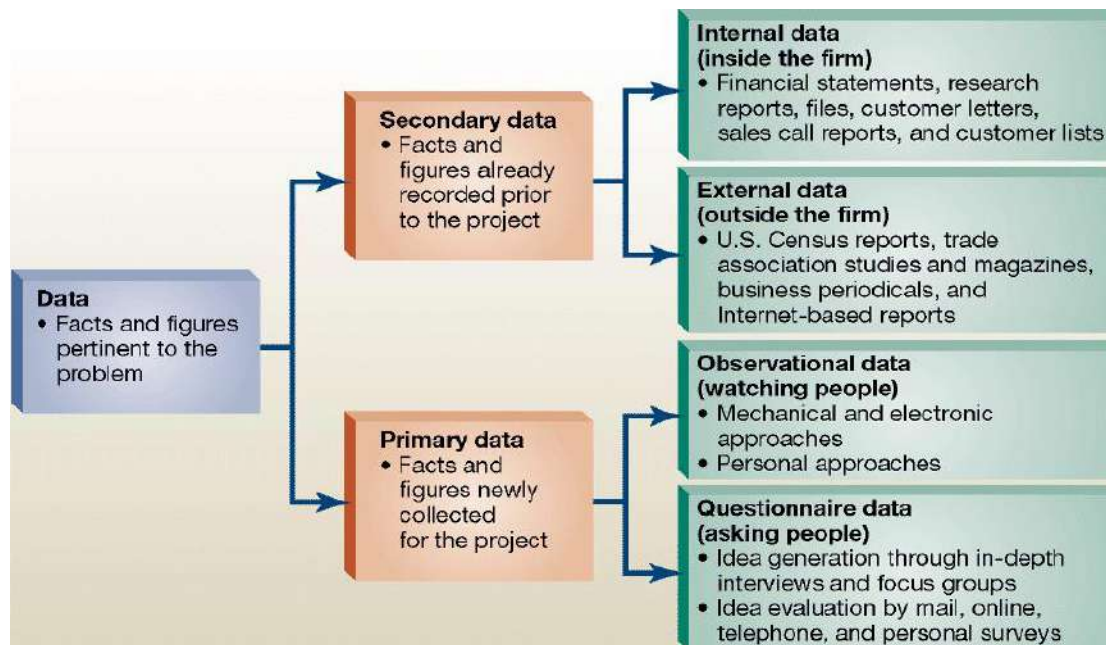 Data
• Facts and figures
pertinent to the
problem
Secondary data
• Facts and
figures already
recorded prior
to the project
Primary data
• Facts and
figures newly
collected
for the project
Internal data
(inside the firm)
• Financial statements, research
reports, files, customer letters,
sales call reports, and customer lists
External data
(outside the firm)
• U.S. Census reports, trade
association studies and magazines,
business periodicals, and
Internet-based reports
Observational data
(watching people)
• Mechanical and electronic
approaches
• Personal approaches
Questionnaire data
(asking people)
• Idea generation through in-depth
interviews and focus groups
• Idea evaluation by mail, online,
telephone, and personal surveys